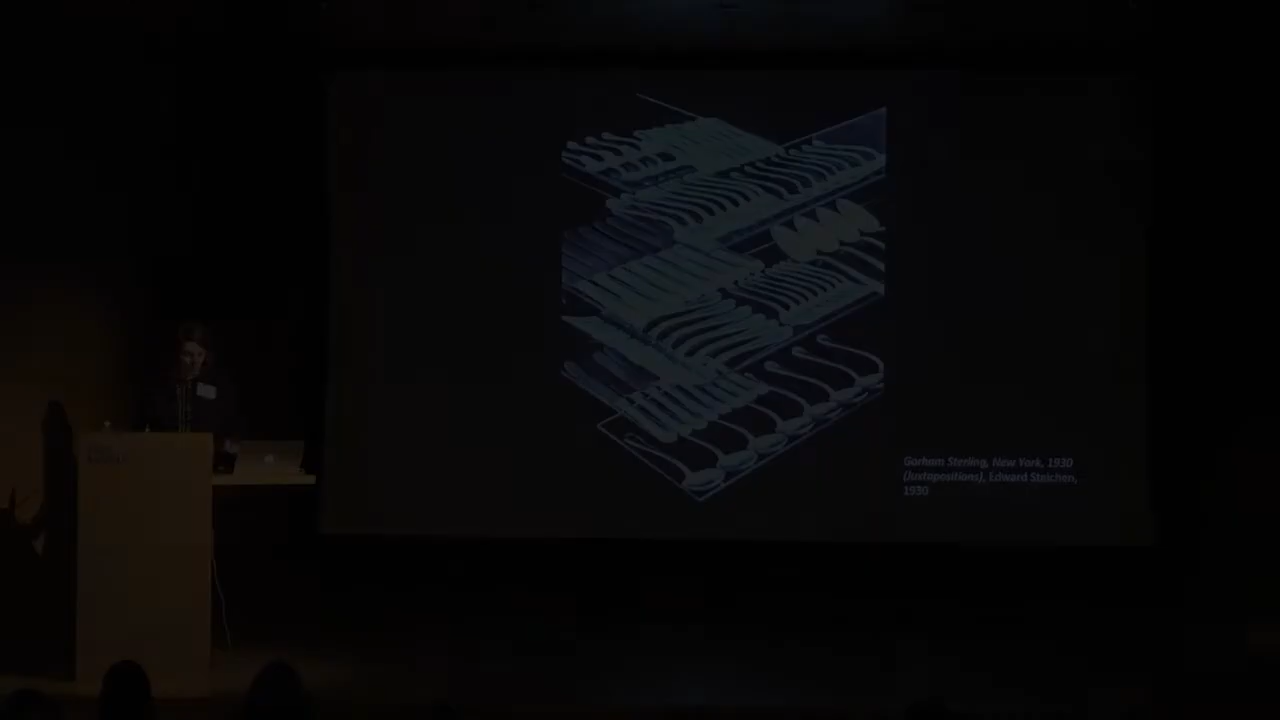 Gorham Sterling, New York, 1930
(Juxtapositions), Edward Steichen,
1930